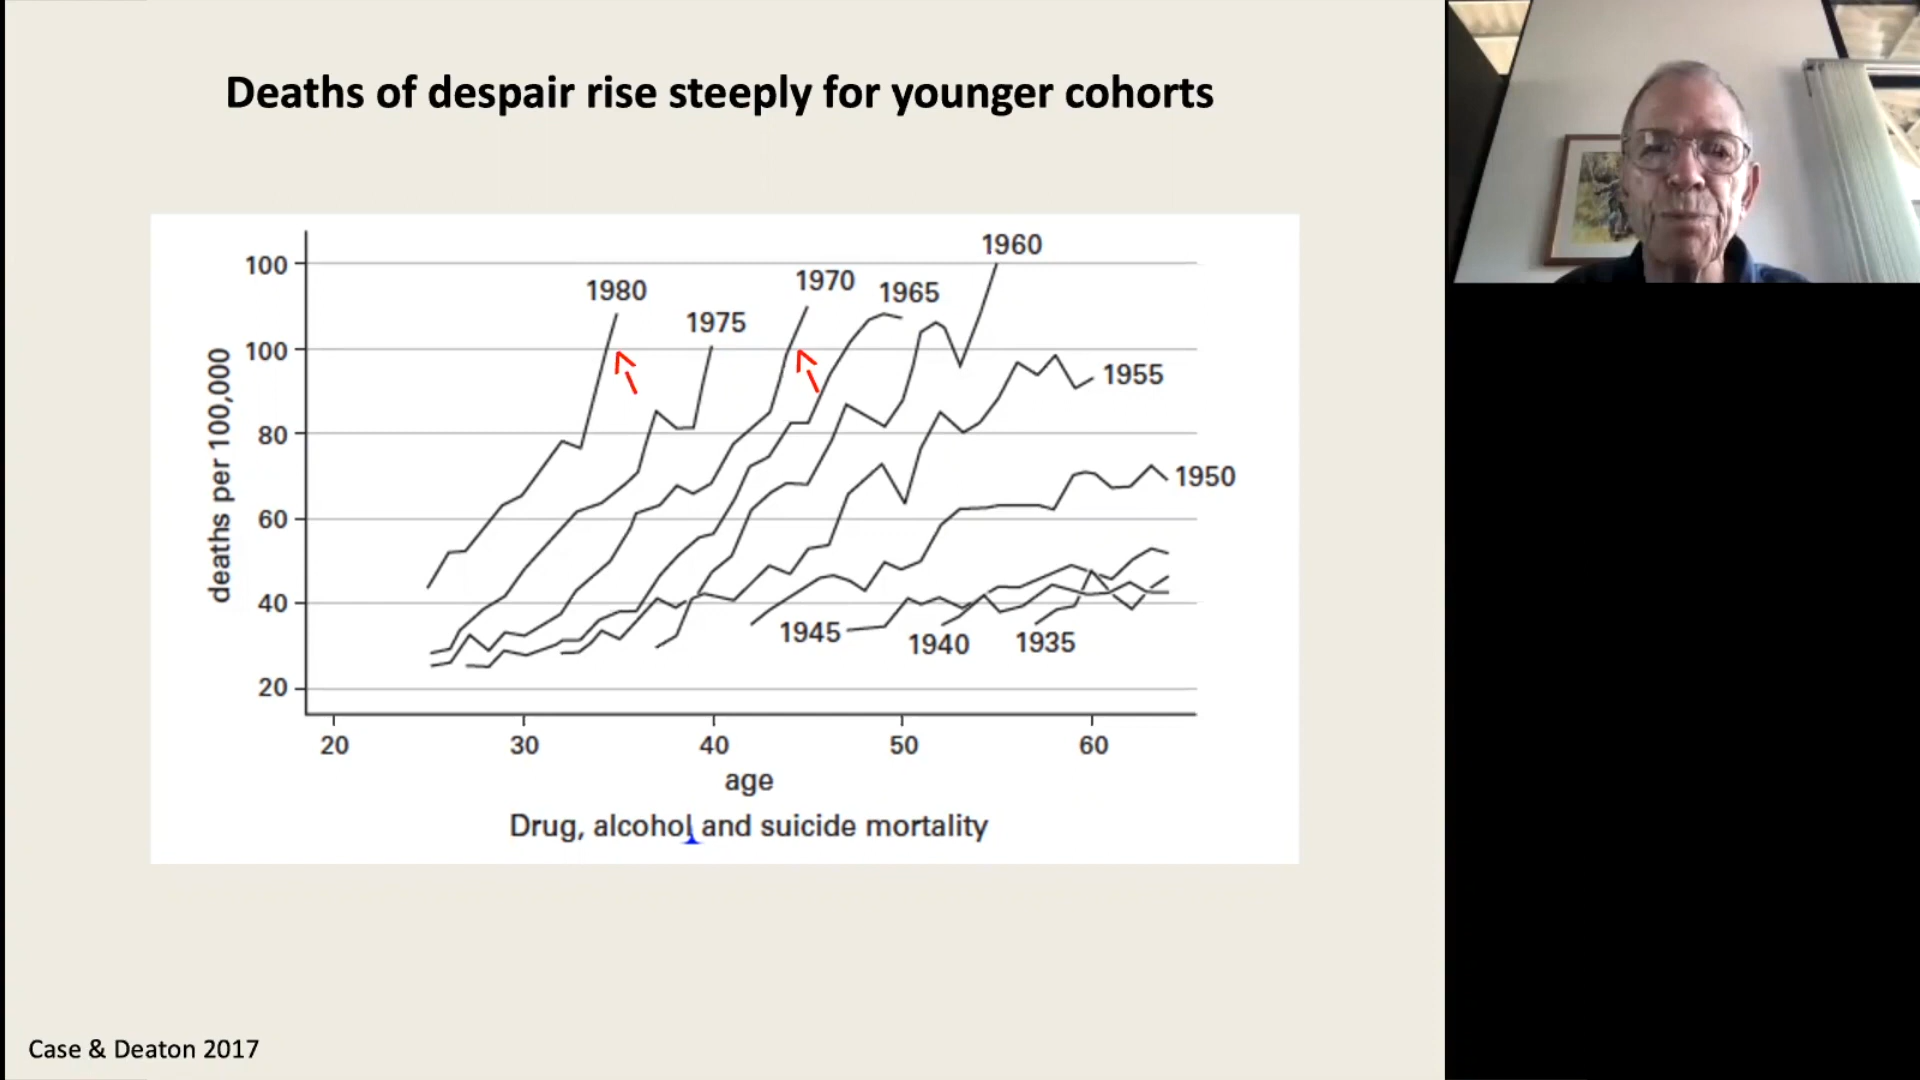 Deaths of despair rise steeply for younger cohorts
1960
100
1980
1970
1965
1975
100
1955
80
1950
60
40
1945
1940
1935
20
deaths per 100,000
20 30 40 50 60
age
Drug, alcohol and suicide mortality
Case & Deaton 2017